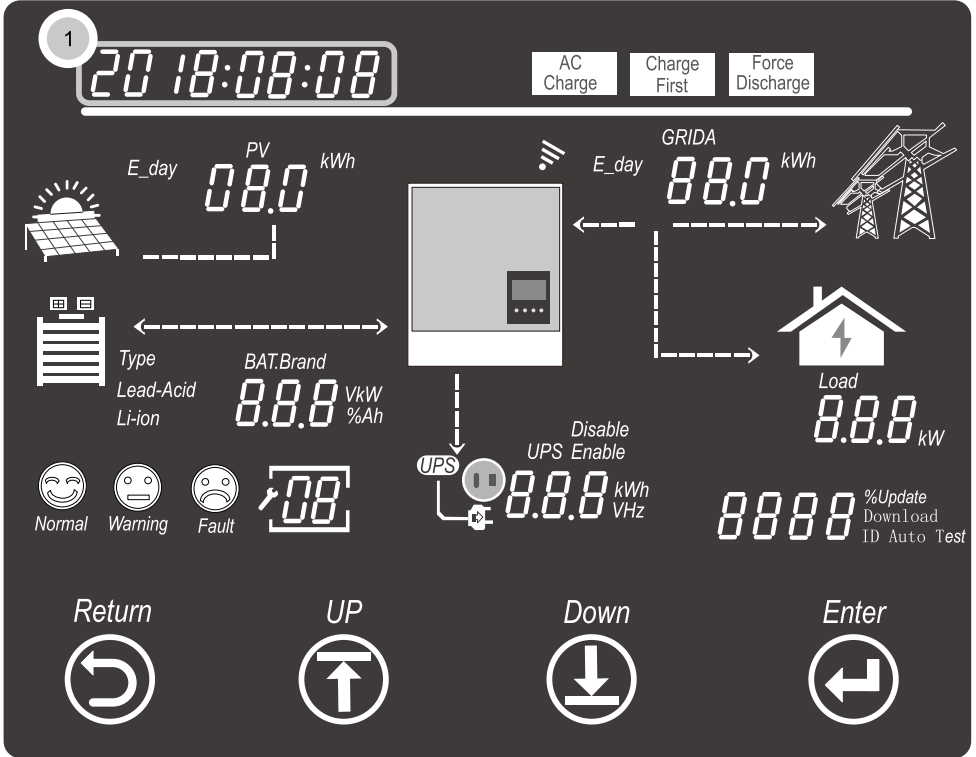 1
2018:08:08
AC
Charge
Charge
First
Force
Discharge
PV
E_day
08.0
kWh
GRIDA
E_day
88.0
kWh
Type
Lead-Acid
Li-ion
BAT.Brand
8.8.8
VkW
%Ah
Load
8.8.8
kW
Disable
UPS Enable
UPS
8.8.8
kWh
VHz
Normal
Warning
Fault
08
8888
%Update
Download
ID Auto Test
Return
UP
Down
Enter